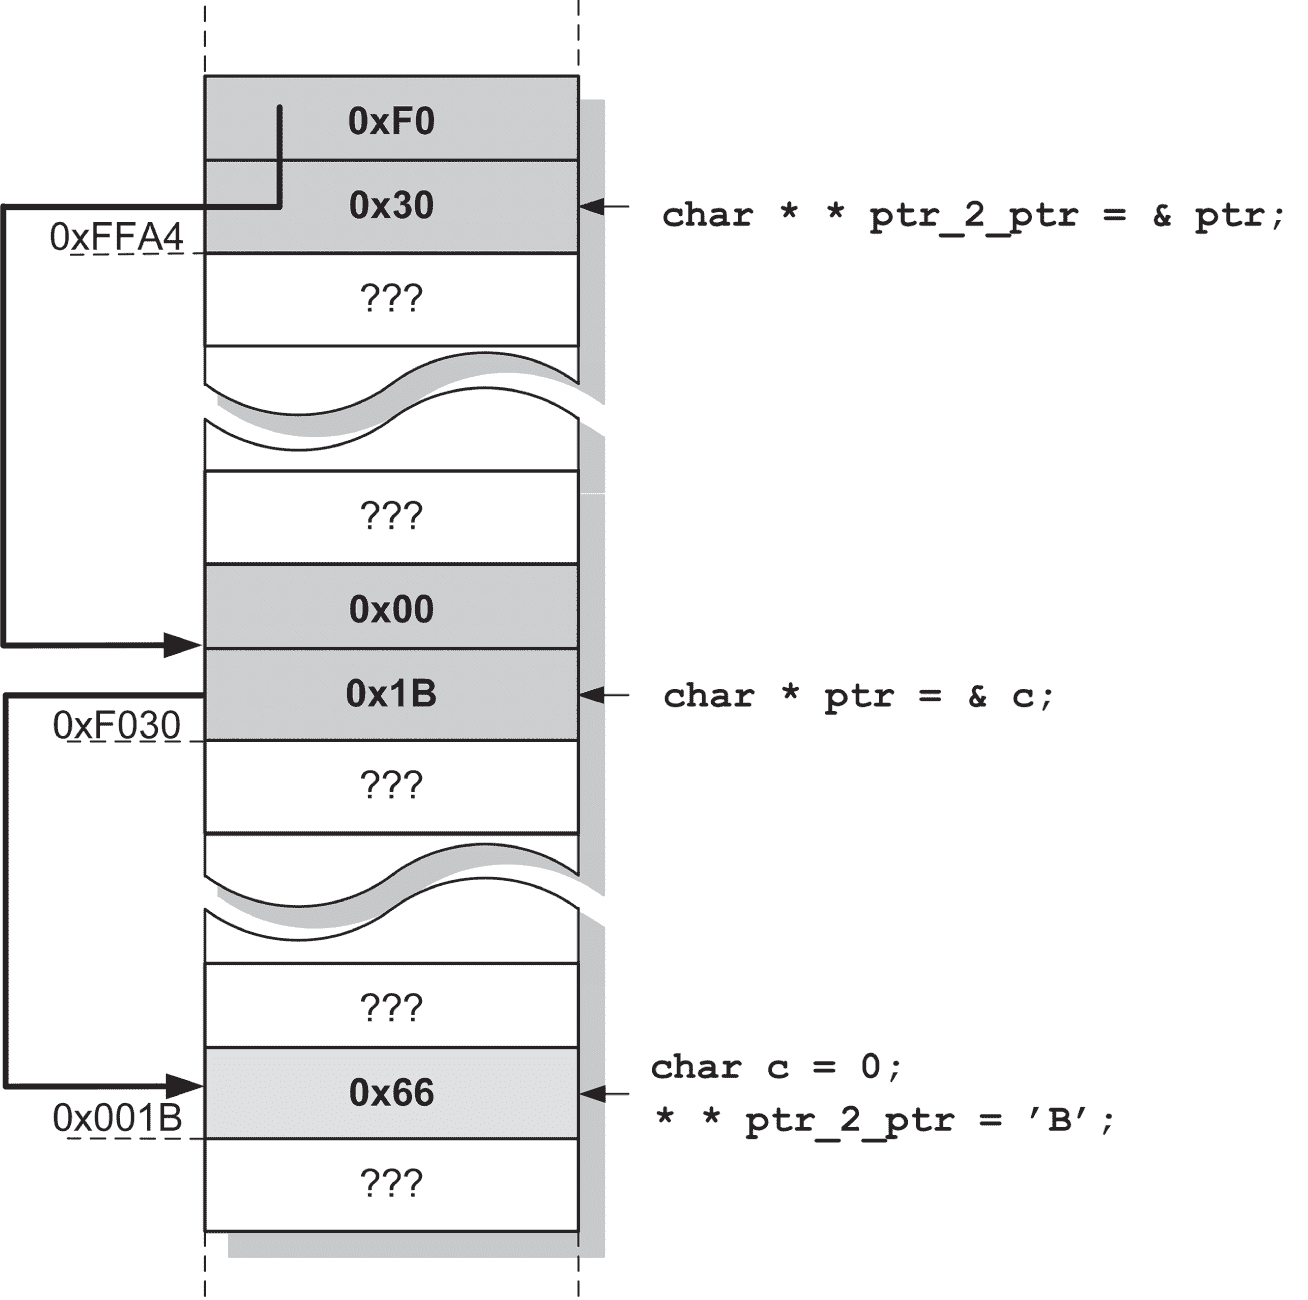 0xF0
0x30
char * * ptr_2_ptr = & ptr;
0xFFA4
???
???
0x00
0x1B
char * ptr = & c;
0xF030
???
???
char c = 0;
0x66
0x001B
* * ptr_2_ptr = ’B’;
???